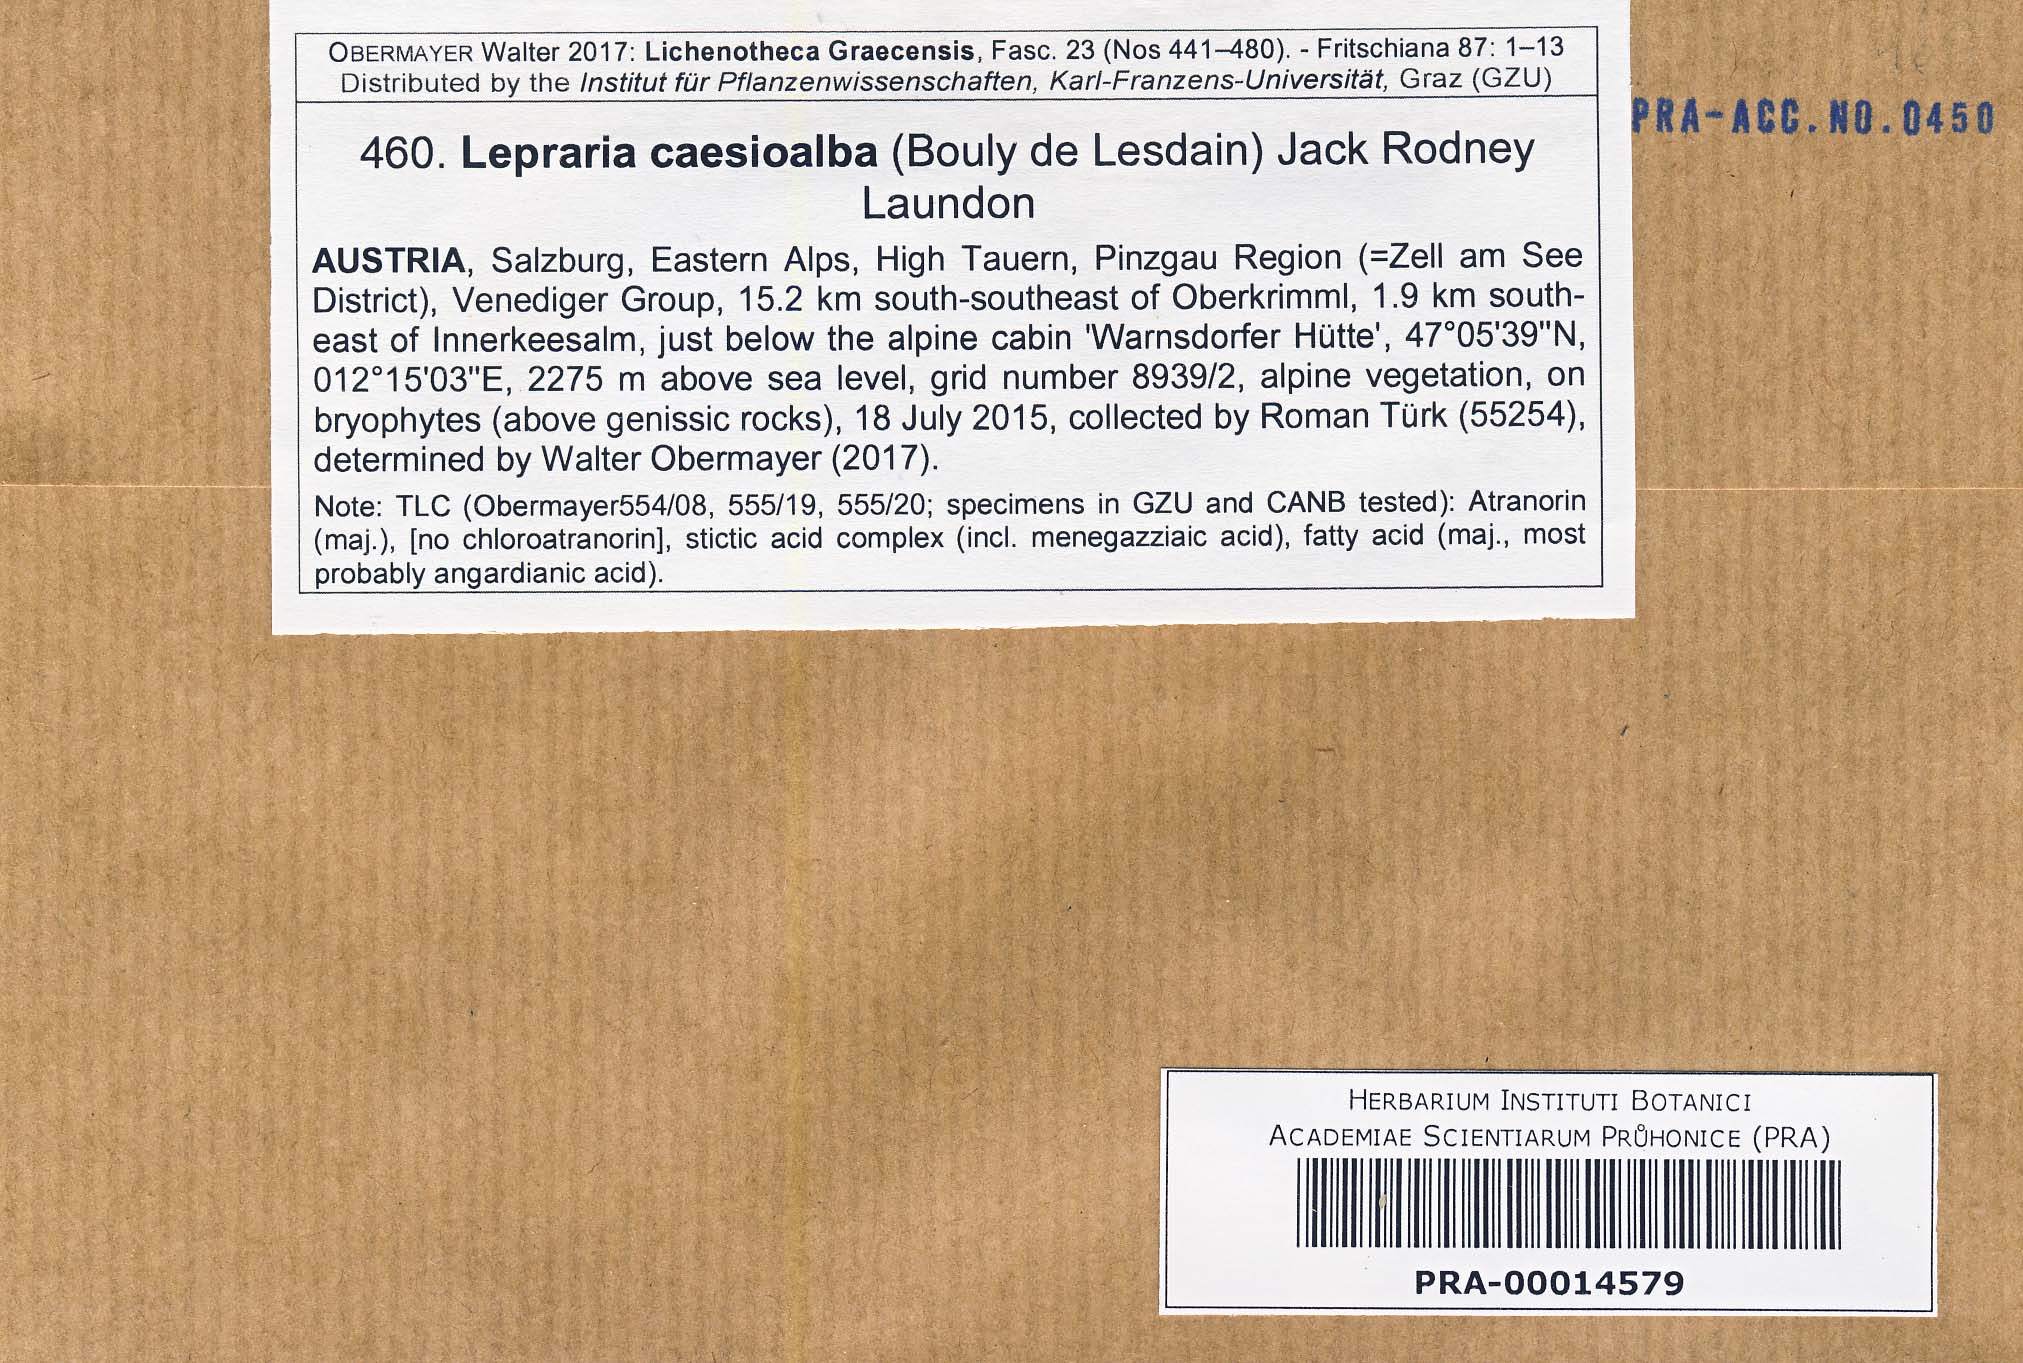 OBERMAYER Walter 2017: Lichenotheca Graecensis, Fasc. 23 (Nos 441–480). - Fritschiana 87: 1–13
Distributed by the Institut für Pflanzenwissenschaften, Karl-Franzens-Universität, Graz (GZU)
PRA-ACC.NO.0450
460. Lepraria caesioalba (Bouly de Lesdain) Jack Rodney
Laundon
AUSTRIA, Salzburg, Eastern Alps, High Tauern, Pinzgau Region (=Zell am See
District), Venediger Group, 15.2 km south-southeast of Oberkrimml, 1.9 km south-
east of Innerkeesalm, just below the alpine cabin 'Warnsdorfer Hütte', 47°05'39"N,
012°15'03"E, 2275 m above sea level, grid number 8939/2, alpine vegetation, on
bryophytes (above genissic rocks), 18 July 2015, collected by Roman Türk (55254),
determined by Walter Obermayer (2017).
Note: TLC (Obermayer554/08, 555/19, 555/20; specimens in GZU and CANB tested): Atranorin
(maj.), [no chloroatranorin], stictic acid complex (incl. menegazziaic acid), fatty acid (maj., most
probably angardianic acid).
HERBARIUM INSTITUTI BOTANICI
ACADEMIAE SCIENTIARUM PRŮHONICE (PRA)
PRA-00014579